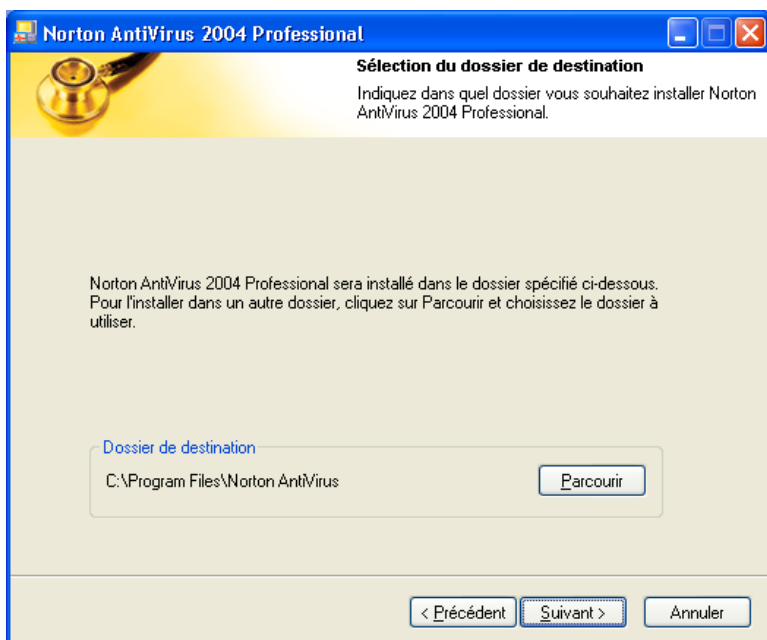 Norton AntiVirus 2004 Professional
Sélection du dossier de destination
Indiquez dans quel dossier vous souhaitez installer Norton
AntiVirus 2004 Professional.
Norton AntiVirus 2004 Professional sera installé dans le dossier spécifié ci-dessous.
Pour l'installer dans un autre dossier, cliquez sur Parcourir et choisissez le dossier à
utiliser.
Dossier de destination
C:\Program Files\Norton AntiVirus
Parcourir
< Précédent
Suivant >
Annuler